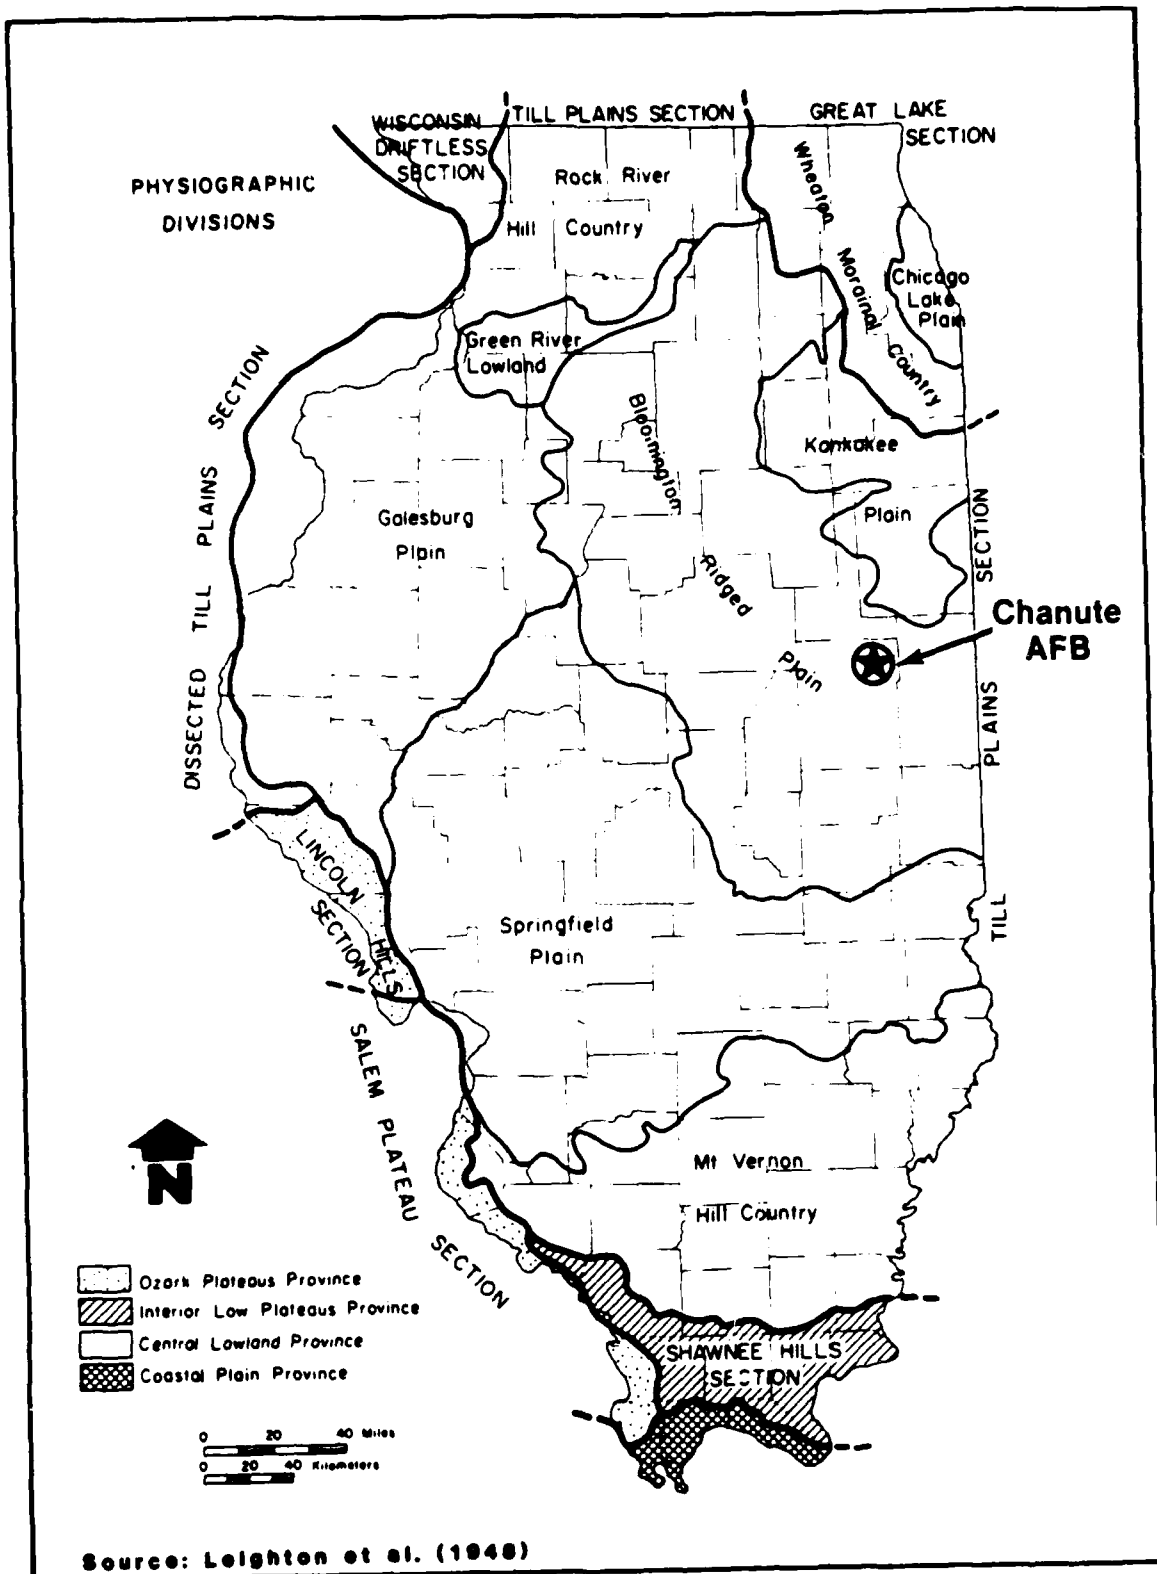 WISCONSIN
DRIFTLESS
SECTION
TILL PLAINS SECTION
GREAT LAKE
SECTION
PHYSIOGRAPHIC
DIVISIONS
Rock River
Hill Country
Wheaton
Morainal
Country
Chicago
Lake
Plain
Green River
Lowland
DISSECTED TILL PLAINS SECTION
Bloomington
Ridged
Plain
Kankakee
Plain
Galesburg
Plain
Chanute
AFB
TILL PLAINS SECTION
LINCOLN
HILLS
SECTION
Springfield
Plain
SALEM PLATEAU SECTION
N
Mt Vernon
Hill Country
Ozark Plateaus Province
Interior Low Plateaus Province
Central Lowland Province
Coastal Plain Province
SHAWNEE HILLS
SECTION
0 20 40 Miles
0 20 40 Kilometers
Source: Leighton et al. (1948)